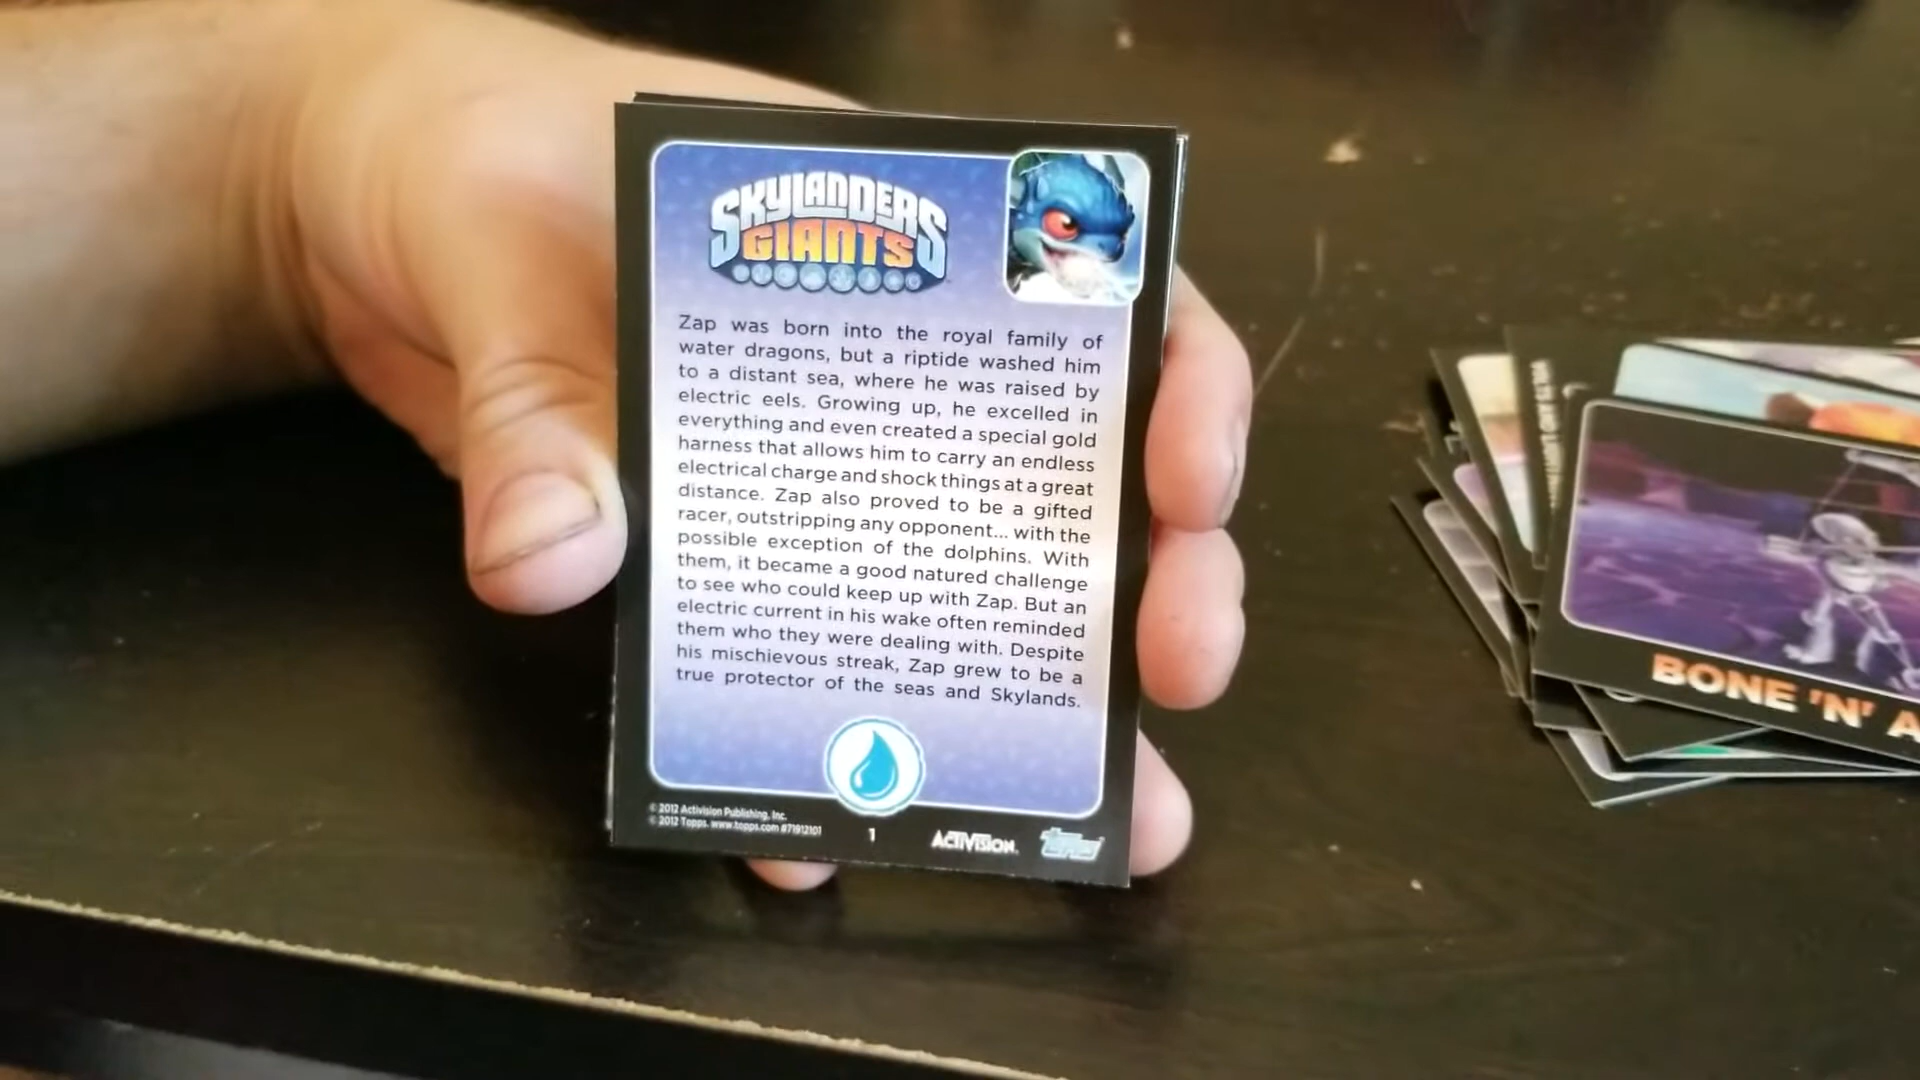 SKYLANDERS
GIANTS
Zap was born into the royal family of
water dragons, but a riptide washed him
to a distant sea, where he was raised by
electric eels. Growing up, he excelled in
everything and even created a special gold
harness that allows him to carry an endless
electrical charge and shock things at a great
distance. Zap also proved to be a gifted
racer, outstripping any opponent... with the
possible exception of the dolphins. With
them, it became a good natured challenge
to see who could keep up with Zap. But an
electric current in his wake often reminded
them who they were dealing with. Despite
his mischievous streak, Zap grew to be a
true protector of the seas and Skylands.
© 2012 Activision Publishing, Inc.
© 2012 Topps. www.topps.com #71912101
1
ACTIVISION.
topps
BONE 'N' A